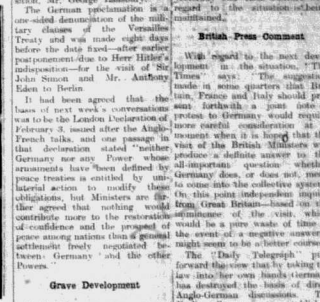 The German proclamation is a
one-sided denunciation of the mili-
tary clauses of the Versailles
Treaty and was made eight days
before the date fixed—after earlier
postponement due to Herr Hitler's
indisposition—for the visit of Sir
John Simon and Mr. Anthony
Eden to Berlin
It had been agreed that the
basis of next week's conversations
was to be the London Declaration of
February 3, issued after the Anglo-
French talks, and one passage in
that declaration stated "neither
Germany nor any Power whose
armaments have been defined by
peace treaties is entitled by uni-
lateral action to modify these
obligations, but Ministers are far
ther agreed that nothing would
contribute more to the restoration
of confidence and the prospect of
peace among nations than a general
settlement freely negotiated be-
tween Germany and the other
Powers."
Grave Development
regard to the situation
maintained.
British Press Comment
With regard to the next
lopment in the situation, "
Times" says: The suggestion
made in some quarters that
tain, France and Italy should
sent forthwith a joint note
protest to Germany would
more careful consideration at
moment when it is hoped that
visit of the British Ministers
produce a definite answer to
all-important question
Germany does, or does not,
to come into the collective
On this point independent
from Great Britain—based on
imminence of the visit,
would be a pure waste of time
the event of a negative answer
might seem to be a better course
The "Daily Telegraph"
forward the view that by taking
law into her own hands Germany
has destroyed the basis of
Anglo-German discussions.